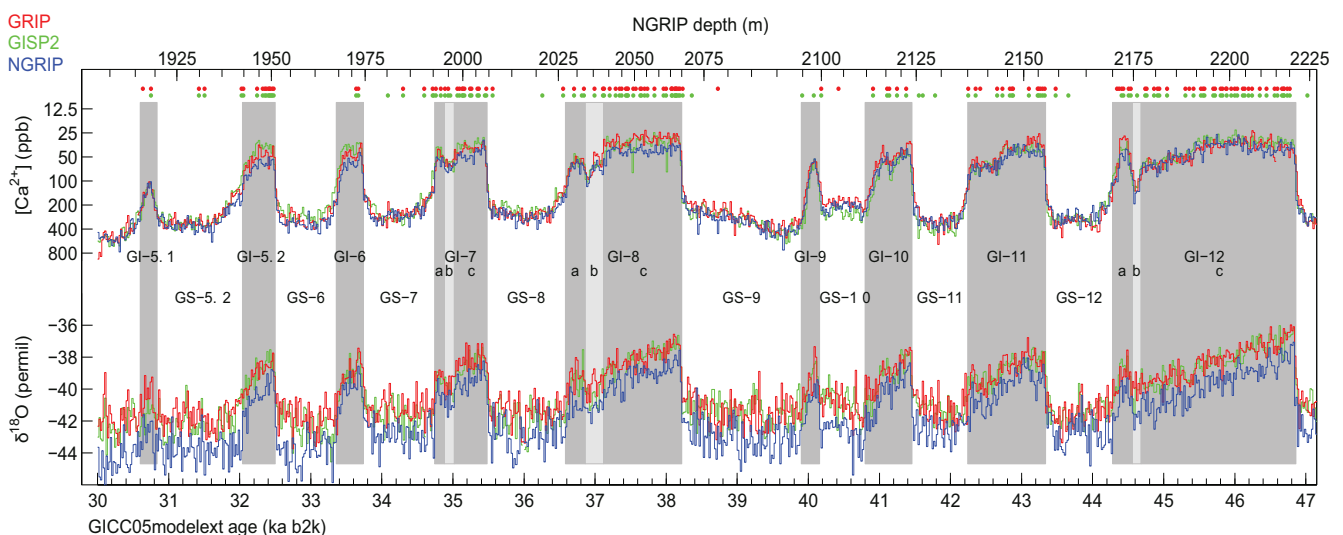 NGRIP depth (m)
GRIP
GISP2
NGRIP
1925 1950 1975 2000 2025 2050 2075 2100 2125 2150 2175 2200 2225
12.5
25
50
100
200
400
800
[Ca²⁺] (ppb)
GI−5. 1 GI−5. 2 GI−6 GI−7 GI−8 GI−9 GI−10 GI−11 GI−12
a b c a b c a b c
GS−5. 2 GS−6 GS−7 GS−8 GS−9 GS−1 0 GS−11 GS−12
−36
−38
−40
−42
−44
δ¹⁸O (permil)
30 31 32 33 34 35 36 37 38 39 40 41 42 43 44 45 46 47
GICC05modelext age (ka b2k)